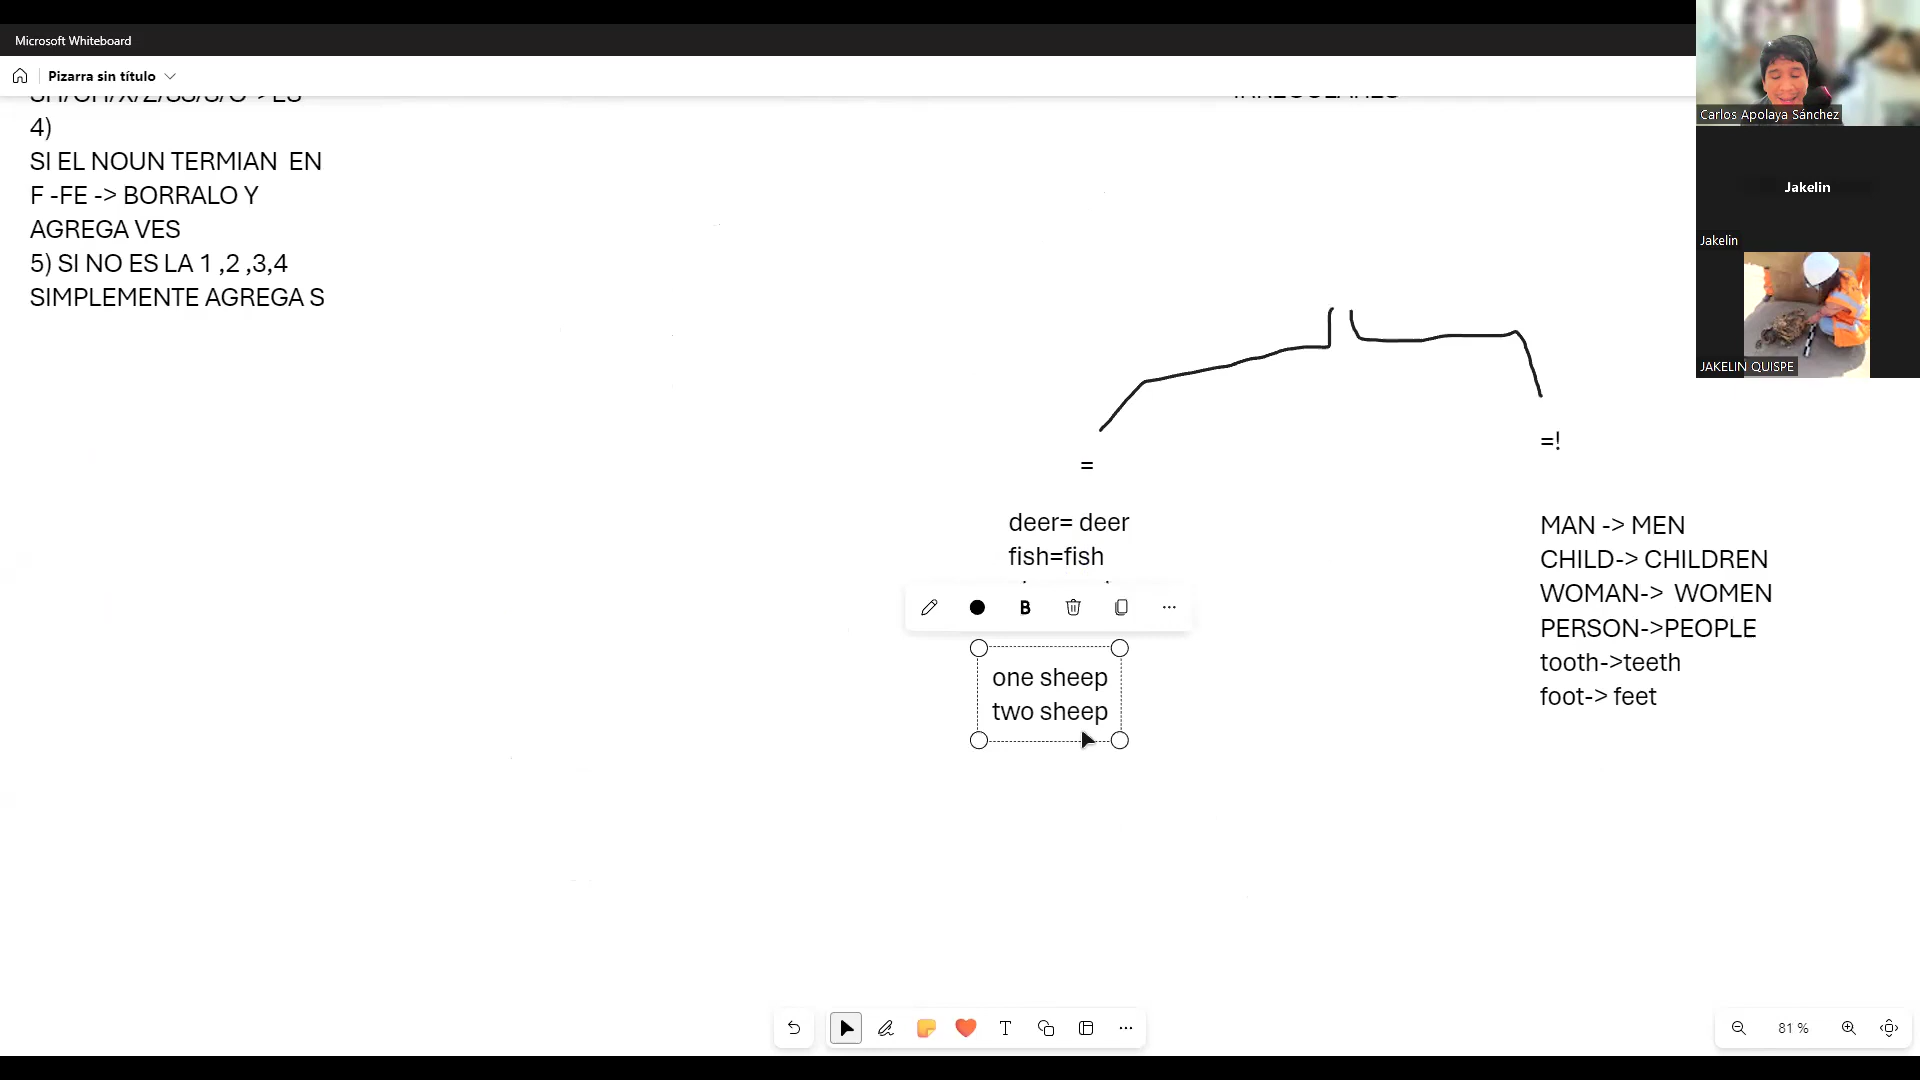 Microsoft Whiteboard
Pizarra sin título
4)
SI EL NOUN TERMIAN EN
F -FE -> BORRALO Y
AGREGA VES
5) SI NO ES LA 1 ,2 ,3,4
SIMPLEMENTE AGREGA S
=
deer= deer
fish=fish
one sheep
two sheep
=!
MAN -> MEN
CHILD-> CHILDREN
WOMAN-> WOMEN
PERSON->PEOPLE
tooth->teeth
foot-> feet
Carlos Apolaya Sánchez
Jakelin
Jakelin
JAKELIN QUISPE
B
T
81 %